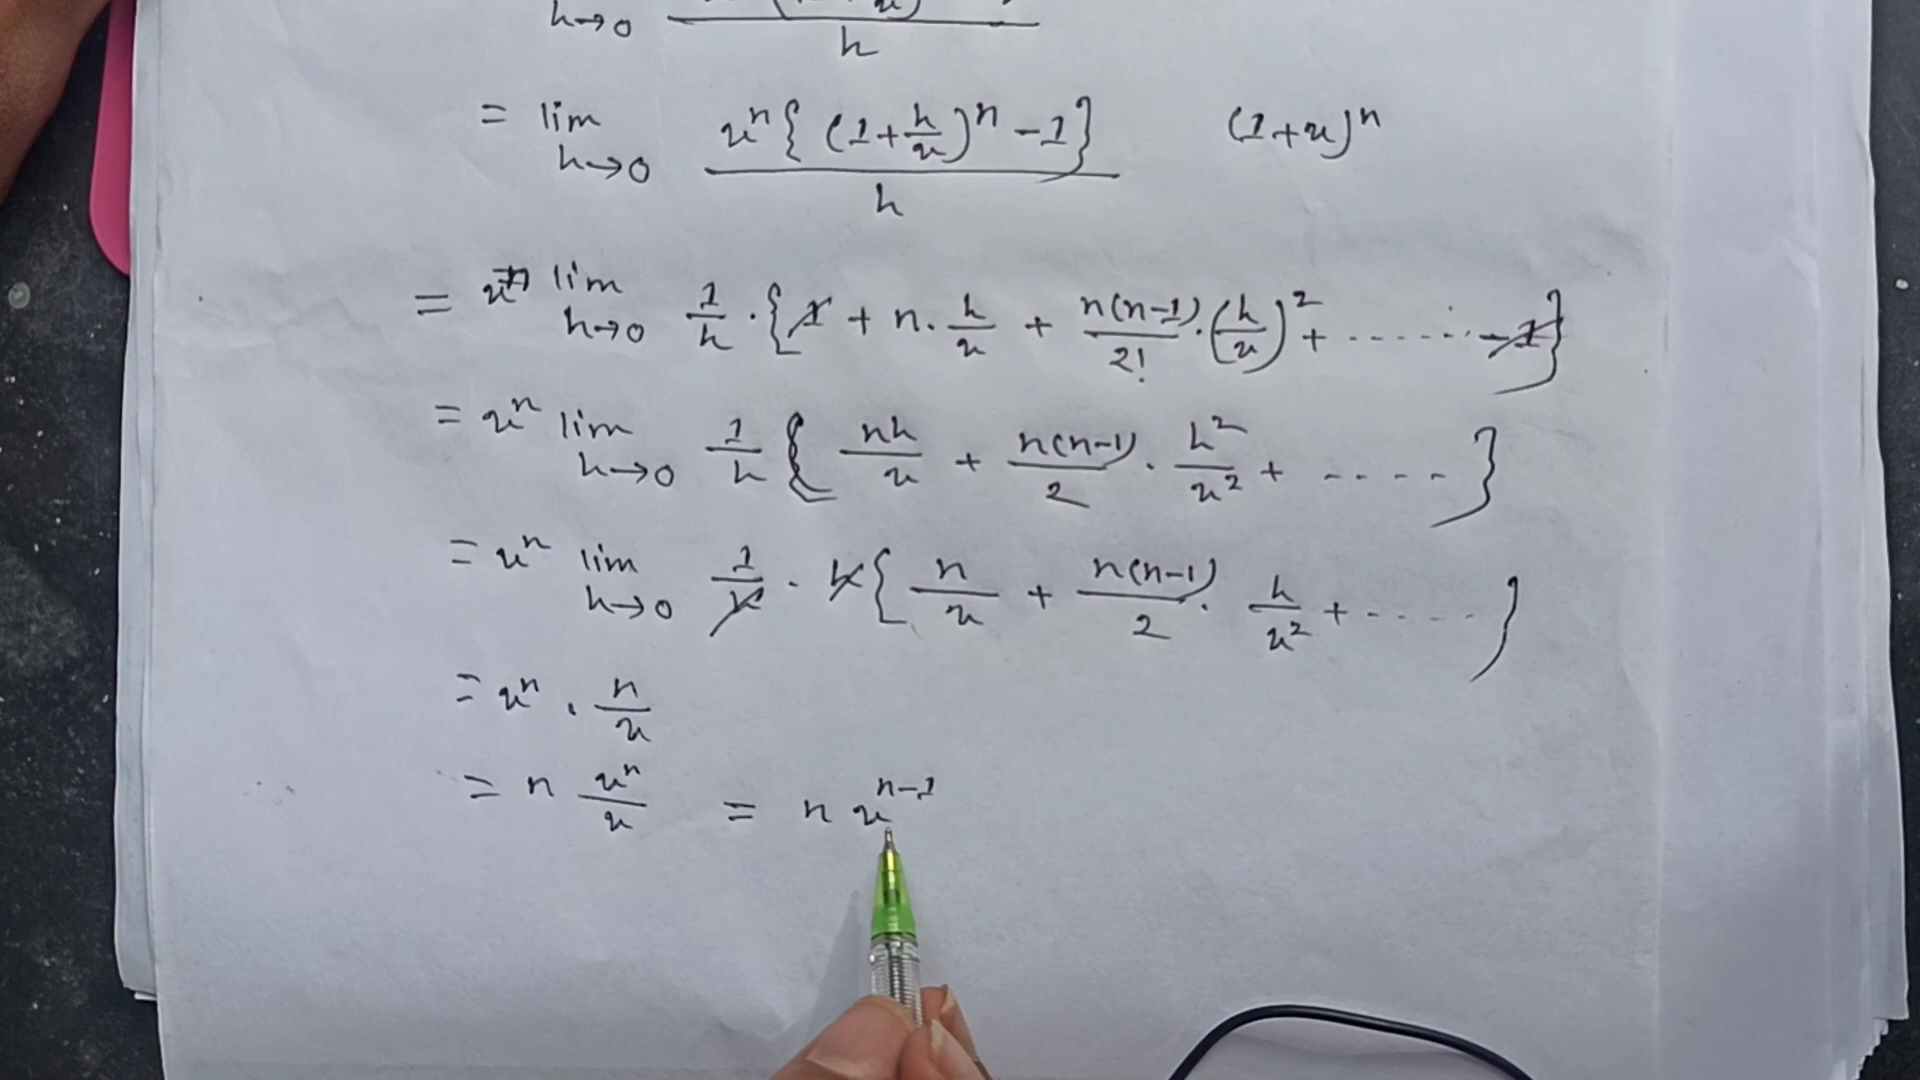 lim h→0 h
= lim h→0 x^n{(1+h/x)^n -1} / h (1+x)^n
= x^n lim h→0 1/h · {1 + n. h/x + n(n-1)/2! · (h/x)^2 + ....... -1}
= x^n lim h→0 1/h { nh/x + n(n-1)/2 . h^2/x^2 + ..... }
= x^n lim h→0 1/h . h{ n/x + n(n-1)/2 . h/x^2 + ..... }
= x^n . n/x
= n x^n/x = n x^n-1